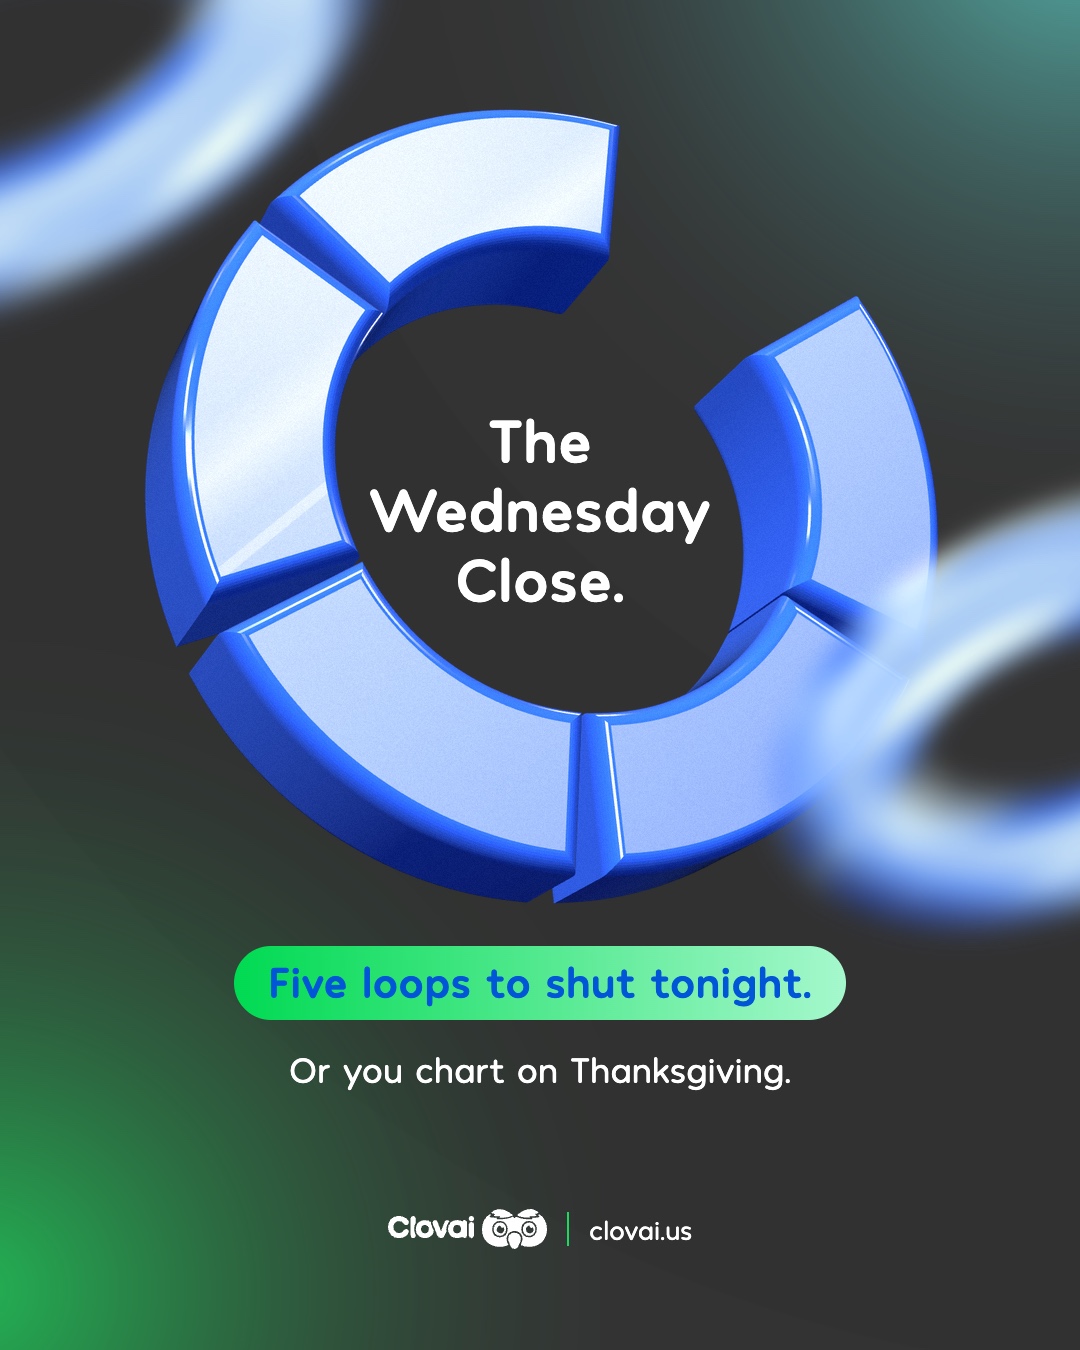 The
Wednesday
Close.
Five loops to shut tonight.
Or you chart on Thanksgiving.
Clovai | clovai.us